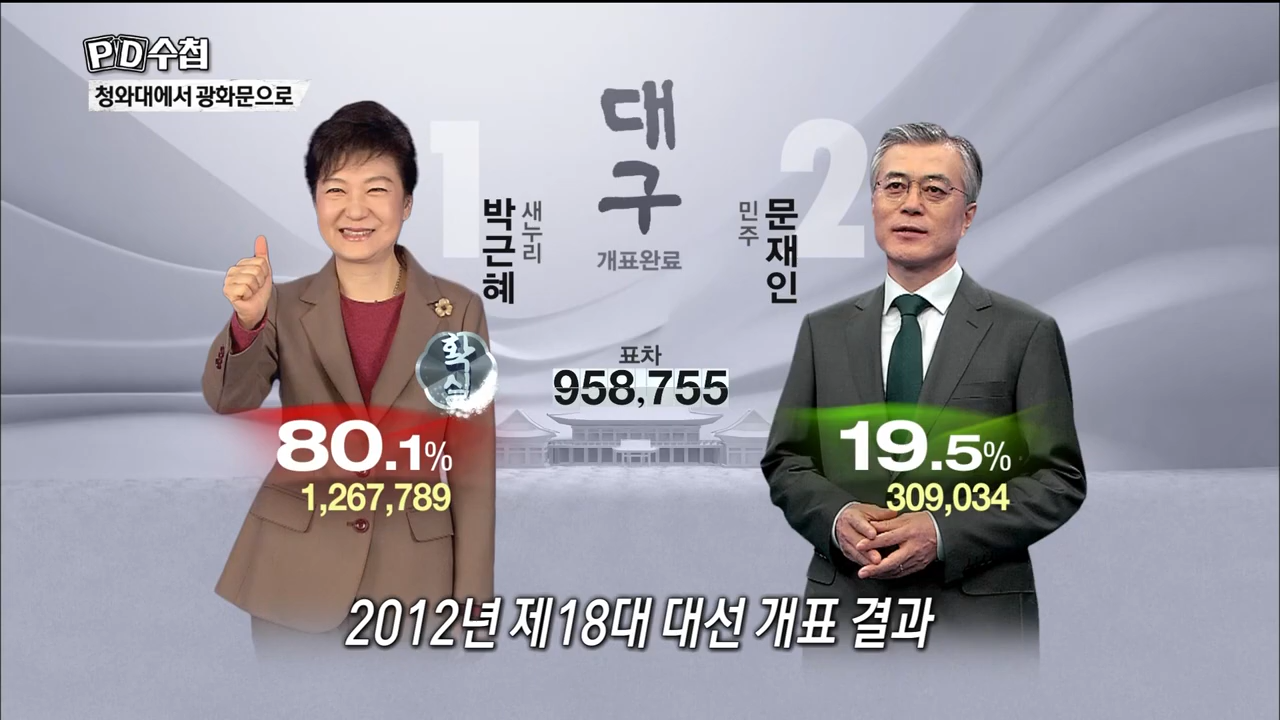 PD수첩
청와대에서 광화문으로
대구
개표완료
1
박근혜
새누리
2
민주
문재인
확실
표차
958,755
80.1%
1,267,789
19.5%
309,034
2012년 제18대 대선 개표 결과